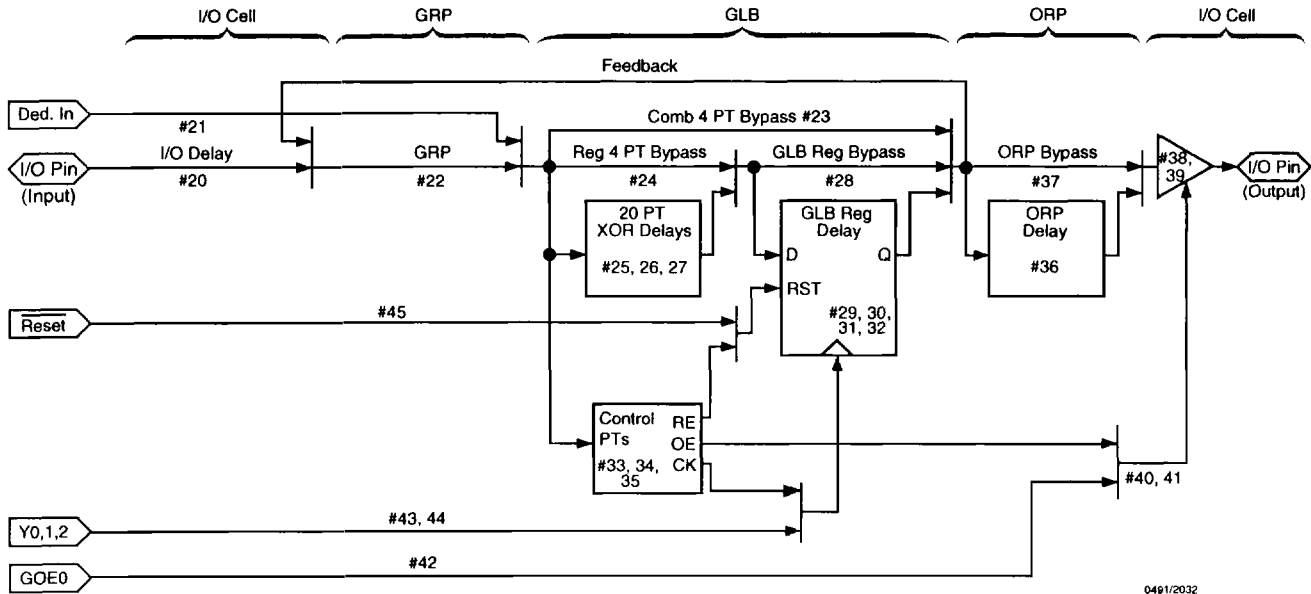 I/O Cell
GRP
GLB
ORP
I/O Cell
Feedback
Ded. In
#21
Comb 4 PT Bypass #23
I/O Pin
(Input)
I/O Delay
#20
GRP
#22
Reg 4 PT Bypass
#24
GLB Reg Bypass
#28
ORP Bypass
#37
#38,
39
I/O Pin
(Output)
20 PT
XOR Delays
#25, 26, 27
GLB Reg
Delay
D
Q
RST
#29, 30,
31, 32
ORP
Delay
#36
Reset
#45
Control
PTs
#33, 34,
35
RE
OE
CK
#40, 41
Y0,1,2
#43, 44
GOE0
#42
0491/2032